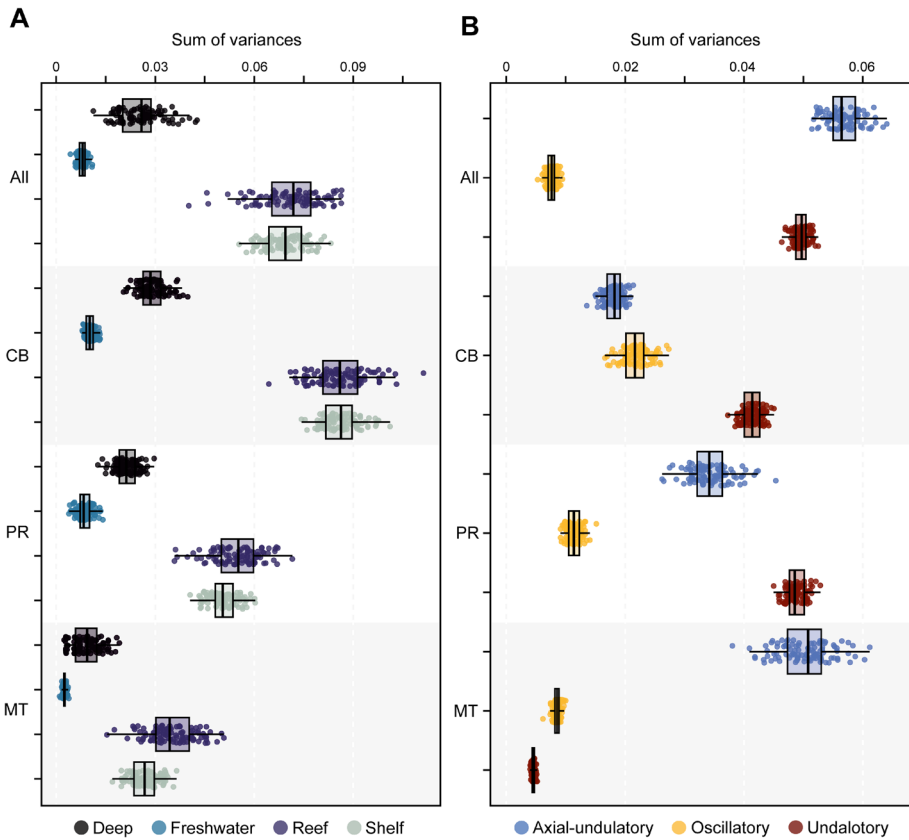 A
Sum of variances
0 0.03 0.06 0.09
All
CB
PR
MT
Deep Freshwater Reef Shelf
B
Sum of variances
0 0.02 0.04 0.06
All
CB
PR
MT
Axial-undulatory Oscillatory Undalotory